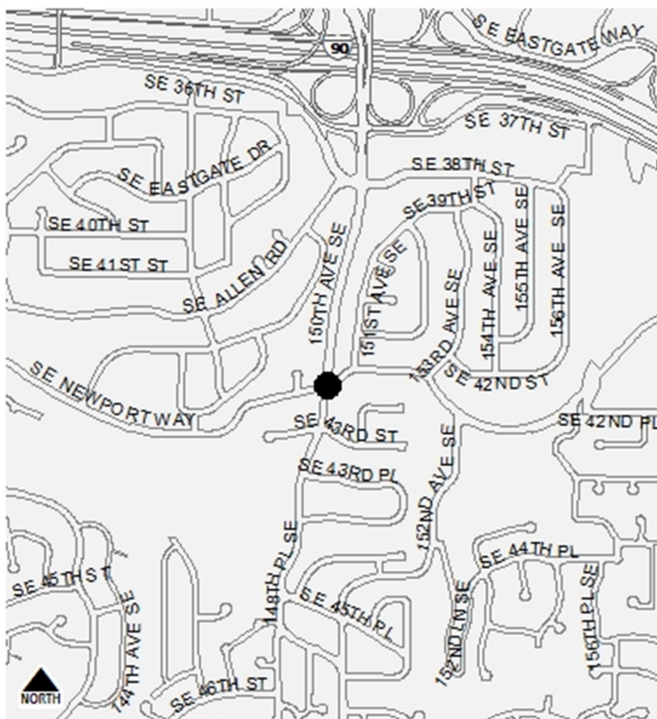 SE EASTGATE WAY
90
SE 36TH ST
SE 37TH ST
SE 38TH ST
SE EASTGATE DR
SE 39TH ST
SE 40TH ST
SE 41ST ST
SE ALLEN RD
150TH AVE SE
151ST AVE SE
153RD AVE SE
154TH AVE SE
155TH AVE SE
156TH AVE SE
SE NEWPORT WAY
SE 42ND ST
SE 42ND PL
SE 43RD ST
SE 43RD PL
152ND AVE SE
SE 44TH PL
148TH PL SE
SE 45TH ST
SE 45TH PL
144TH AVE SE
152ND LN SE
156TH PL SE
SE 46TH ST
NORTH